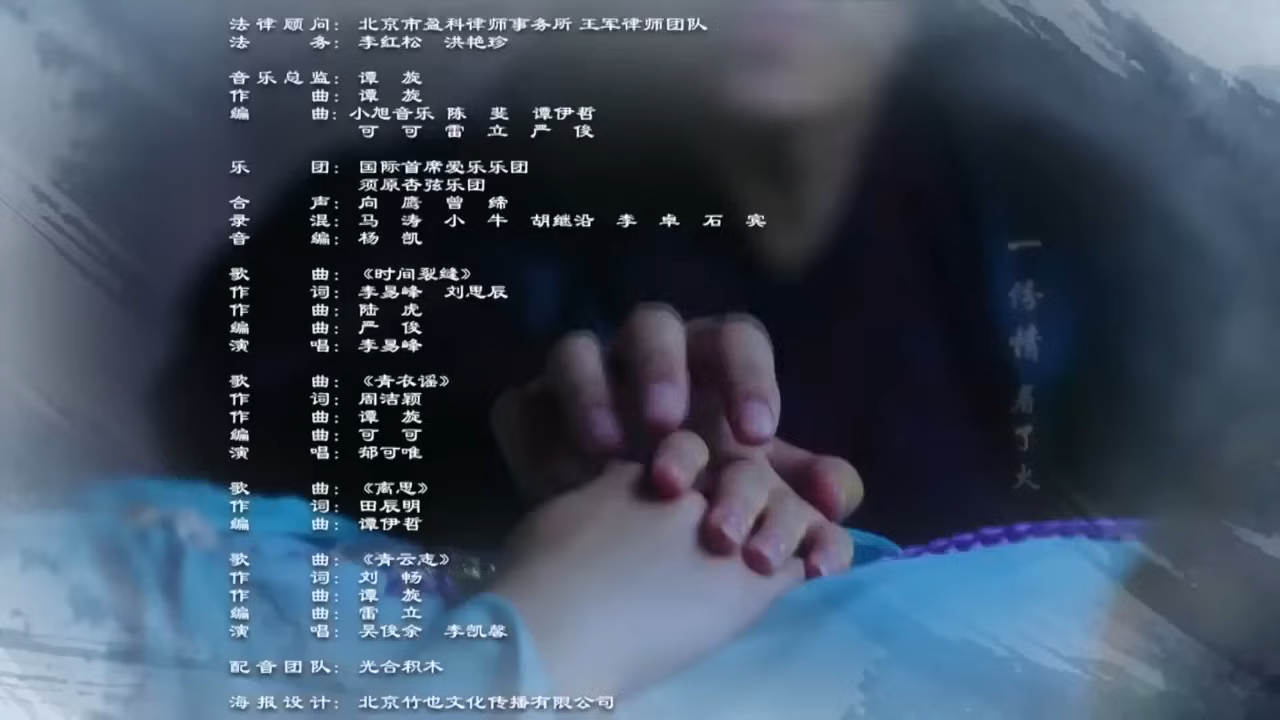 法律顾问：北京市盈科律师事务所 王军律师团队
法务：李红松 洪艳珍
音乐总监：谭旋
作曲：谭旋
编曲：小旭音乐 陈斐 谭伊哲
可可 雷立 严俊
乐团：国际首席爱乐乐团
须原杏弦乐团
合声：向鹰 曾缔
录混：马涛 小牛 胡继沿 李卓 石宾
音编：杨凯
歌曲：《时间裂缝》
作词：李易峰 刘思辰
作曲：陆虎
编曲：严俊
演唱：李易峰
歌曲：《青衣谣》
作词：周洁颖
作曲：谭旋
编曲：可可
演唱：郁可唯
歌曲：《离思》
作词：田辰明
编曲：谭伊哲
歌曲：《青云志》
作词：刘畅
作曲：谭旋
编曲：雷立
演唱：吴俊余 李凯馨
配音团队：光合积木
海报设计：北京竹也文化传播有限公司
一修情着了火